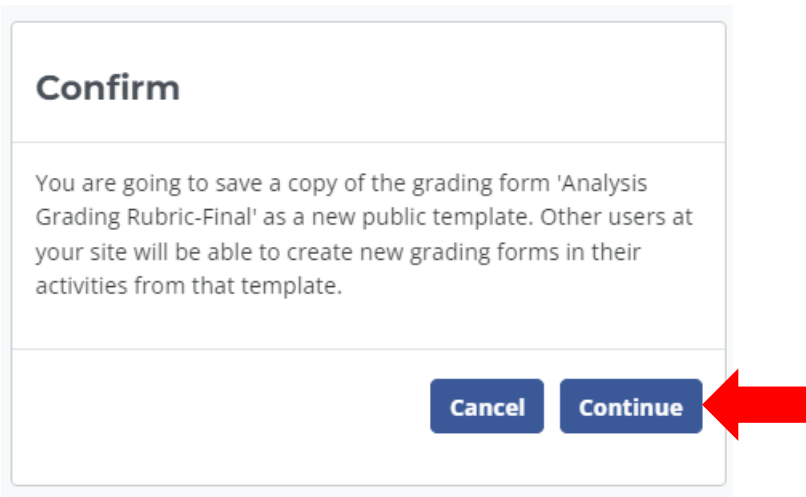 Confirm
You are going to save a copy of the grading form 'Analysis
Grading Rubric-Final' as a new public template. Other users at
your site will be able to create new grading forms in their
activities from that template.
Cancel Continue